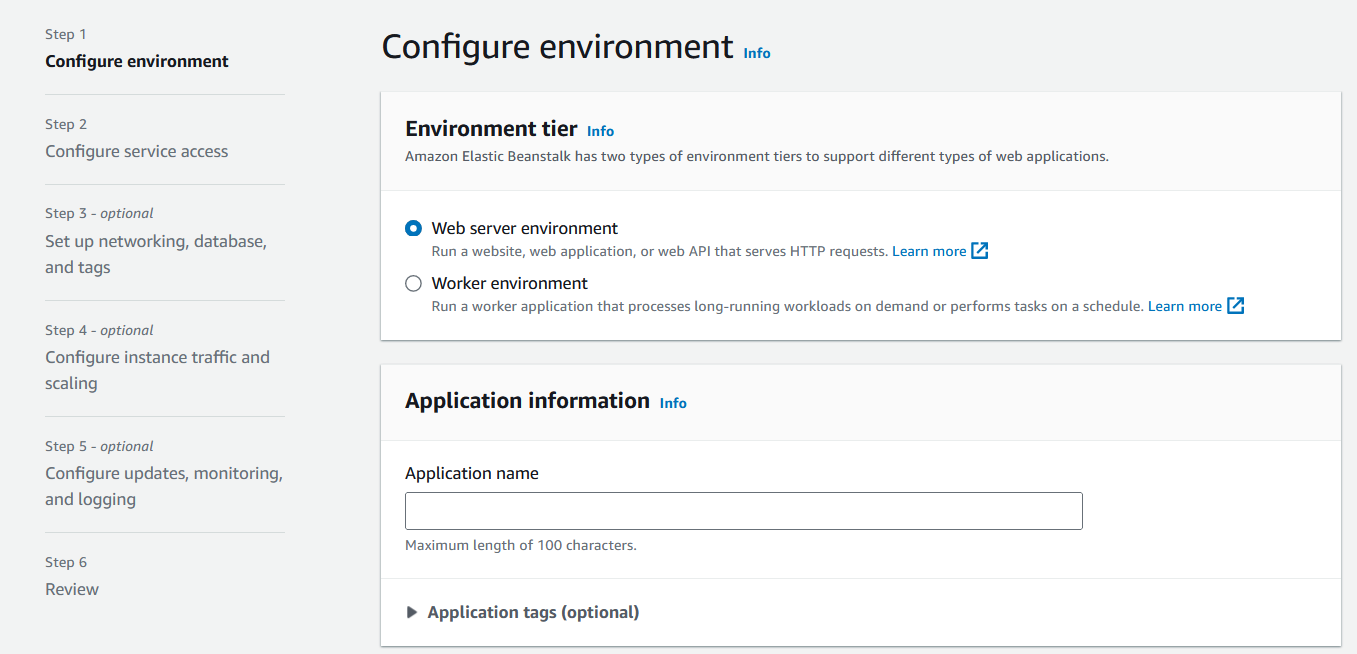 Step 1
Configure environment
Step 2
Configure service access
Step 3 - optional
Set up networking, database,
and tags
Step 4 - optional
Configure instance traffic and
scaling
Step 5 - optional
Configure updates, monitoring,
and logging
Step 6
Review
Configure environment Info
Environment tier Info
Amazon Elastic Beanstalk has two types of environment tiers to support different types of web applications.
Web server environment
Run a website, web application, or web API that serves HTTP requests. Learn more
Worker environment
Run a worker application that processes long-running workloads on demand or performs tasks on a schedule. Learn more
Application information Info
Application name
Maximum length of 100 characters.
Application tags (optional)